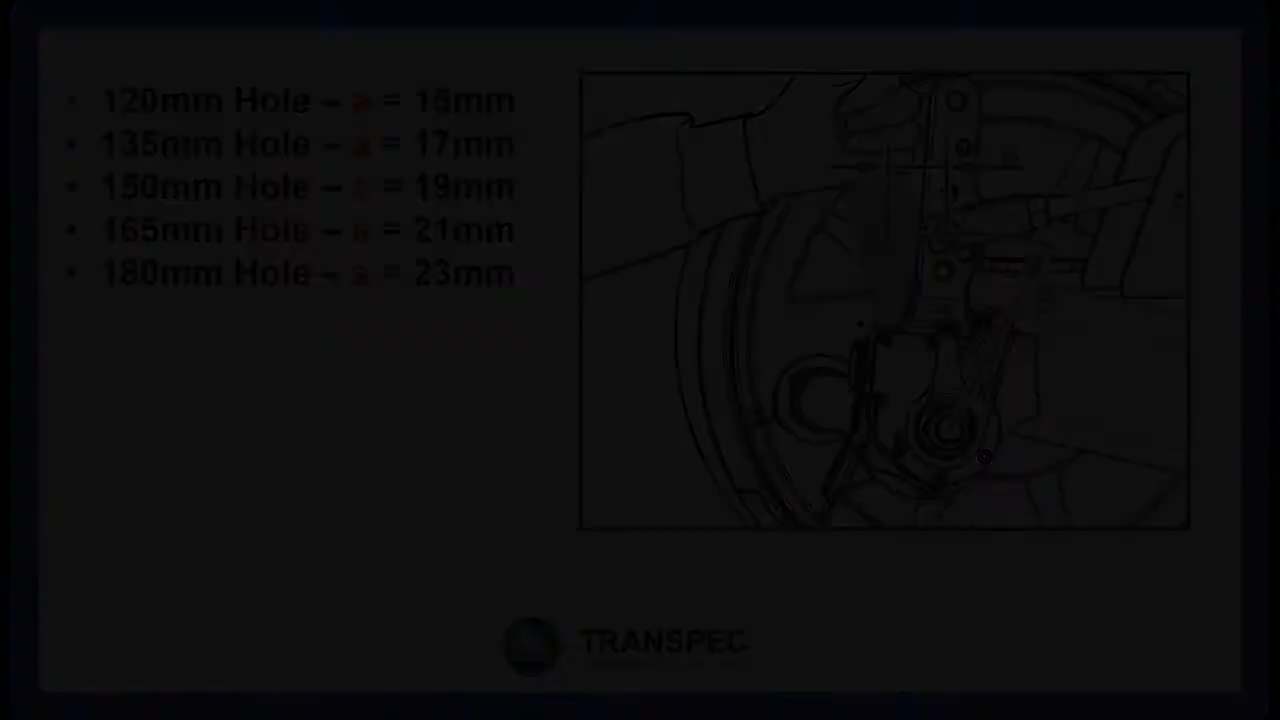 • 120mm Hole – a = 15mm
• 135mm Hole – a = 17mm
• 150mm Hole – a = 19mm
• 165mm Hole – a = 21mm
• 180mm Hole – a = 23mm
TRANSPEC